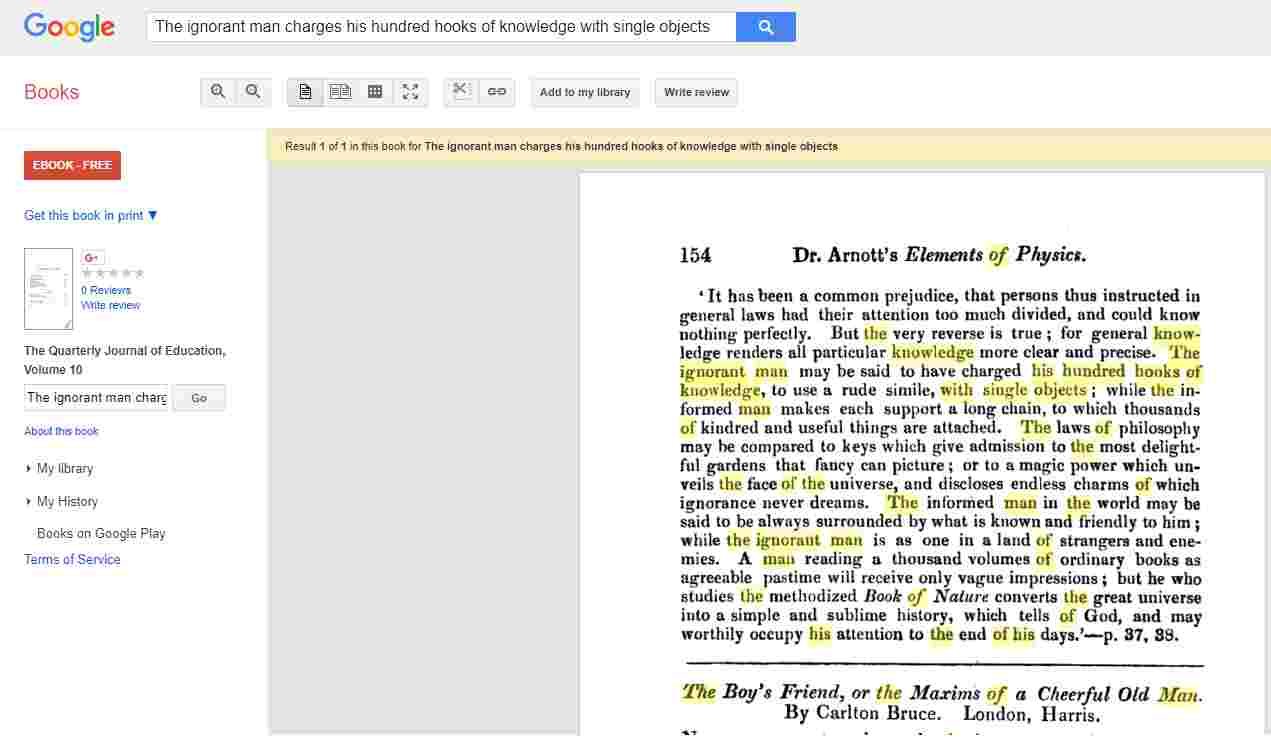 Google
The ignorant man charges his hundred hooks of knowledge with single objects
Books
Add to my library
Write review
Result 1 of 1 in this book for The ignorant man charges his hundred hooks of knowledge with single objects
EBOOK - FREE
Get this book in print ▼
G+
0 Reviews
Write review
The Quarterly Journal of Education,
Volume 10
The ignorant man charg
Go
About this book
My library
My History
Books on Google Play
Terms of Service
154 Dr. Arnott's Elements of Physics.
'It has been a common prejudice, that persons thus instructed in
general laws had their attention too much divided, and could know
nothing perfectly. But the very reverse is true; for general know-
ledge renders all particular knowledge more clear and precise. The
ignorant man may be said to have charged his hundred hooks of
knowledge, to use a rude simile, with single objects; while the in-
formed man makes each support a long chain, to which thousands
of kindred and useful things are attached. The laws of philosophy
may be compared to keys which give admission to the most delight-
ful gardens that fancy can picture; or to a magic power which un-
veils the face of the universe, and discloses endless charms of which
ignorance never dreams. The informed man in the world may be
said to be always surrounded by what is known and friendly to him;
while the ignorant man is as one in a land of strangers and ene-
mies. A man reading a thousand volumes of ordinary books as
agreeable pastime will receive only vague impressions; but he who
studies the methodized Book of Nature converts the great universe
into a simple and sublime history, which tells of God, and may
worthily occupy his attention to the end of his days.'—p. 37, 38.
The Boy's Friend, or the Maxims of a Cheerful Old Man.
By Carlton Bruce. London, Harris.